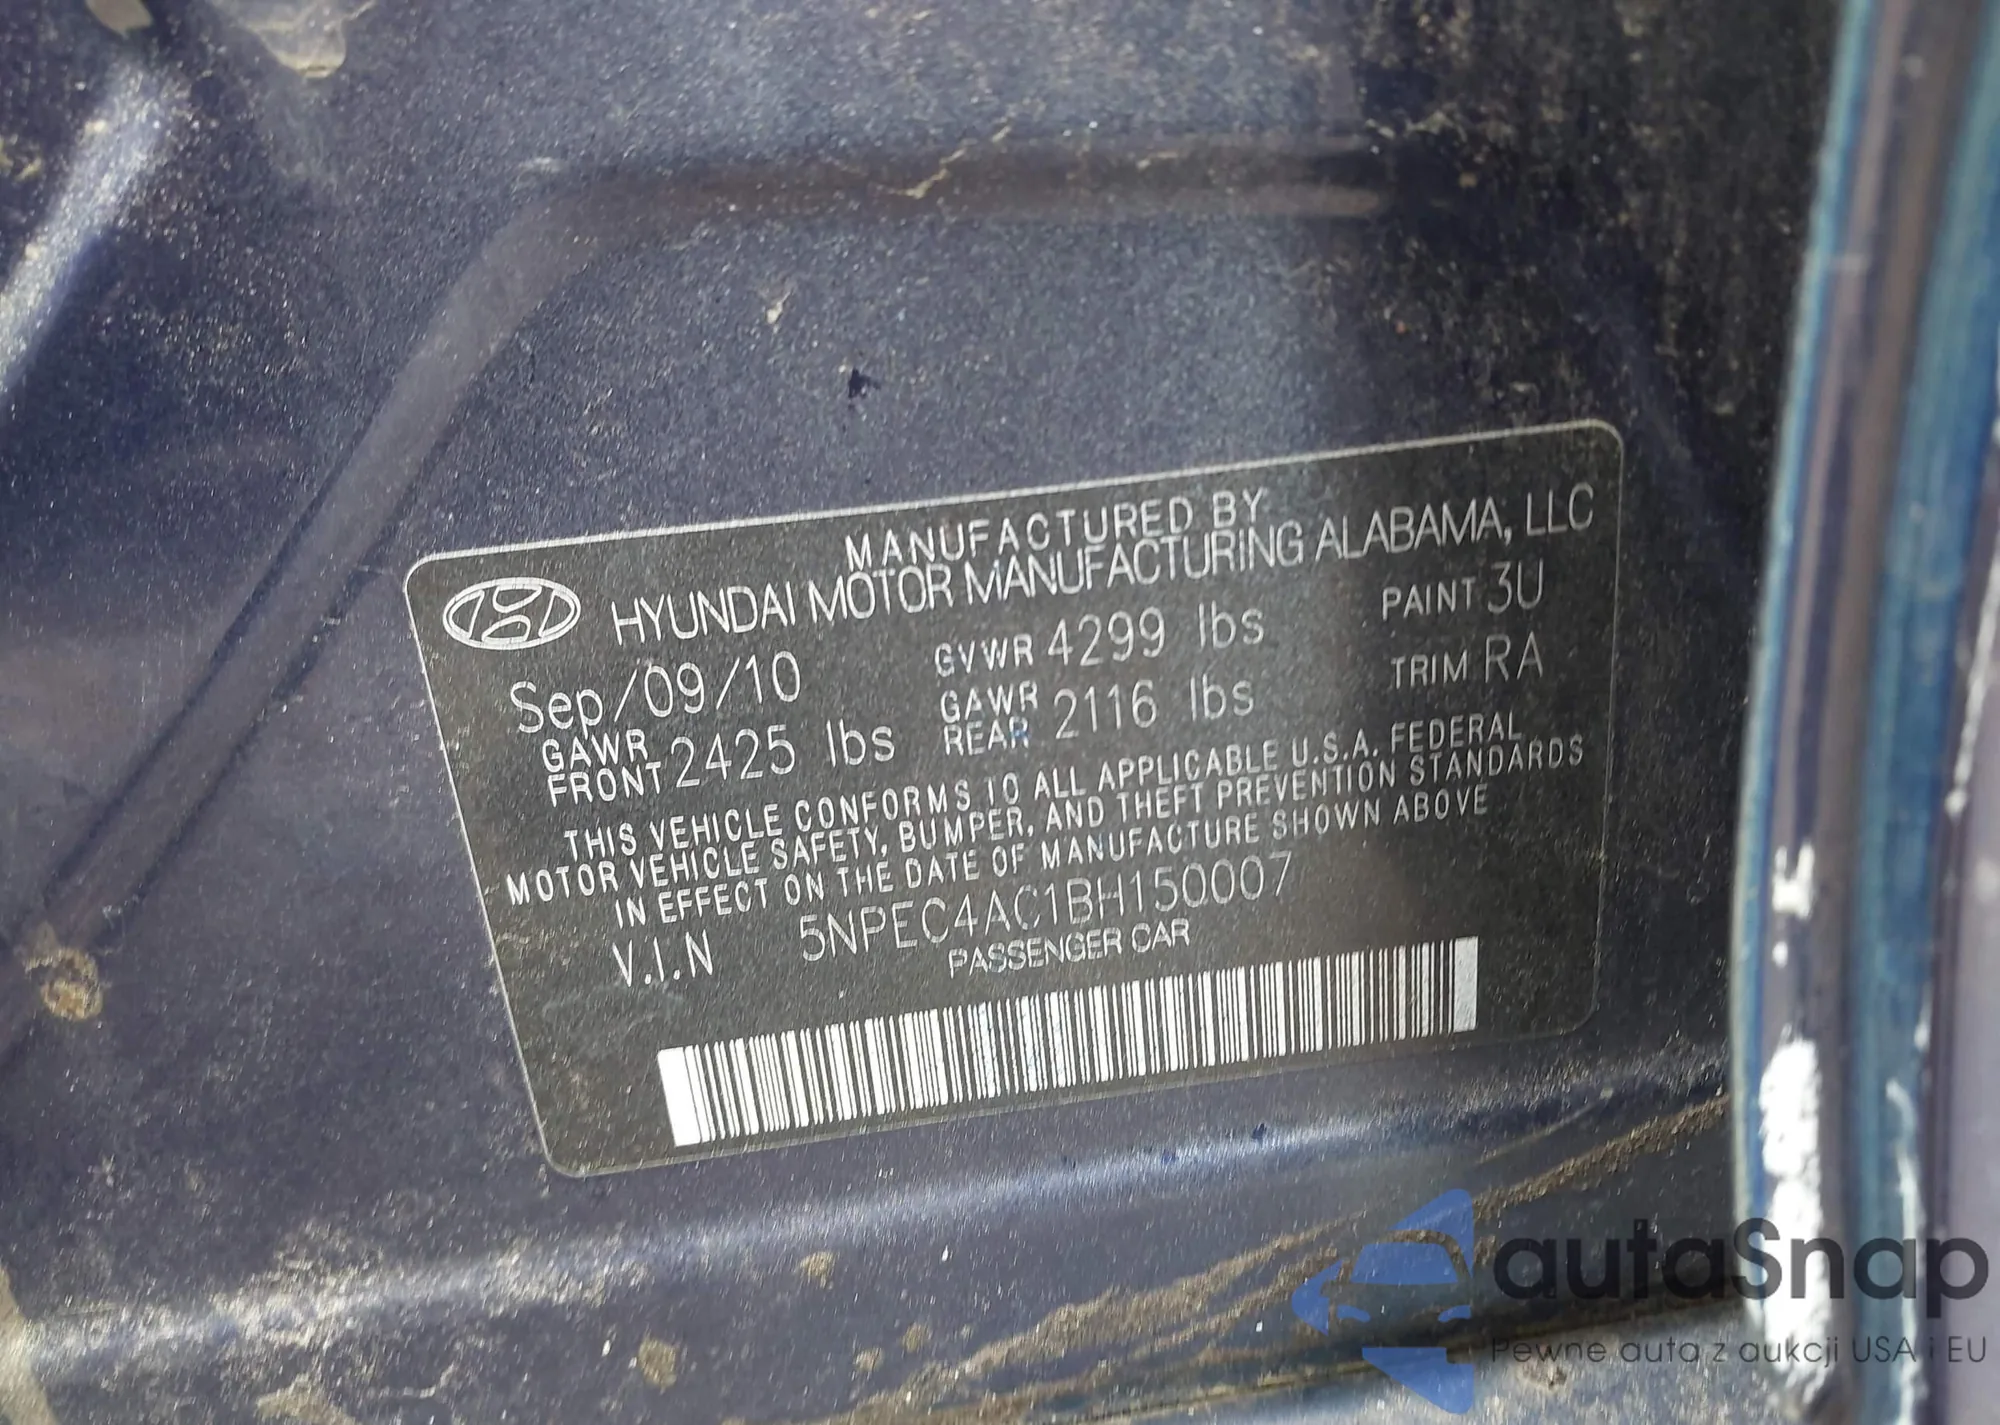 MANUFACTURED BY
HYUNDAI MOTOR MANUFACTURING ALABAMA, LLC
Sep/09/10 GVWR 4299 lbs PAINT 3U
GAWR FRONT 2425 lbs GAWR REAR 2116 lbs TRIM RA
THIS VEHICLE CONFORMS TO ALL APPLICABLE U.S.A. FEDERAL
MOTOR VEHICLE SAFETY, BUMPER, AND THEFT PREVENTION STANDARDS
IN EFFECT ON THE DATE OF MANUFACTURE SHOWN ABOVE
V.I.N 5NPEC4AC1BH150007
PASSENGER CAR
autaSnap
Pewne auta z aukcji USA i EU